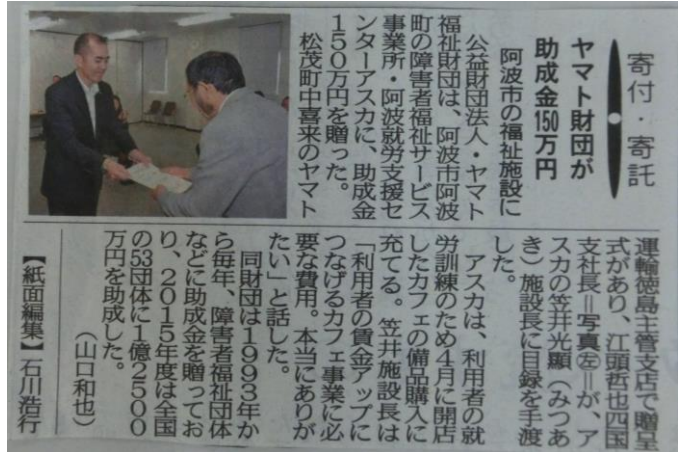 寄付・寄託
ヤマト財団が
助成金150万円
阿波市の福祉施設に
公益財団法人・ヤマト
福祉財団は、阿波市阿波
町の障害者福祉サービス
事業所・阿波就労支援セ
ンターアスカに、助成金
150万円を贈った。
松茂町中喜来のヤマト
運輸徳島主管支店で贈呈
式があり、江頭哲也四国
支社長=写真㊧=が、ア
スカの笠井光顕(みつあ
き)施設長に目録を手渡
した。
アスカは、利用者の就
労訓練のため4月に開店
したカフェの備品購入に
充てる。笠井施設長は
「利用者の賃金アップに
つなげるカフェ事業に必
要な費用。本当にありが
たい」と話した。
同財団は1993年か
ら毎年、障害者福祉団体
などに助成金を贈ってお
り、2015年度は全国
の53団体に1億2500
万円を助成した。
(山口和也)
【紙面編集】石川浩行